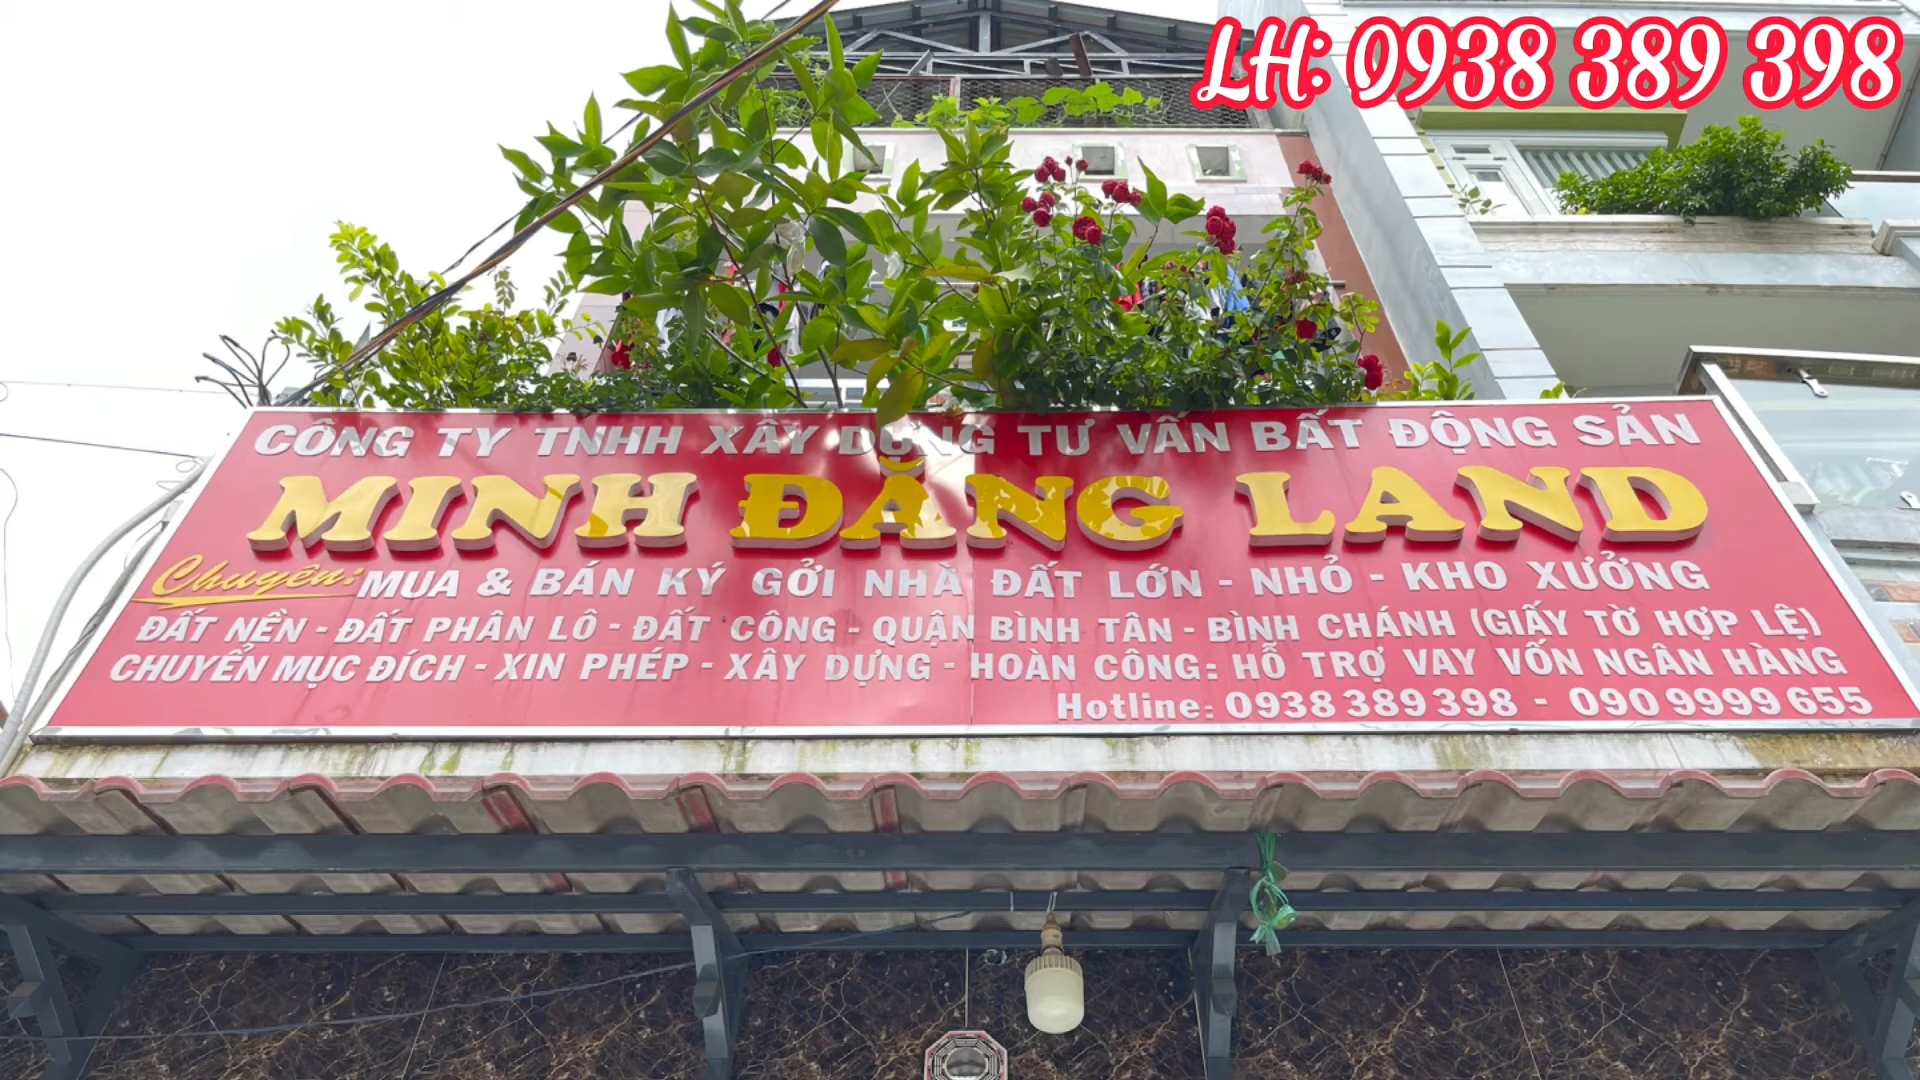 LH: 0938 389 398
CÔNG TY TNHH XÂY DỰNG TƯ VẤN BẤT ĐỘNG SẢN
MINH ĐĂNG LAND
Chuyên: MUA & BÁN KÝ GỞI NHÀ ĐẤT LỚN - NHỎ - KHO XƯỞNG
ĐẤT NỀN - ĐẤT PHÂN LÔ - ĐẤT CÔNG - QUẬN BÌNH TÂN - BÌNH CHÁNH (GIẤY TỜ HỢP LỆ)
CHUYỂN MỤC ĐÍCH - XIN PHÉP - XÂY DỰNG - HOÀN CÔNG: HỖ TRỢ VAY VỐN NGÂN HÀNG
Hotline: 0938 389 398 - 090 9999 655